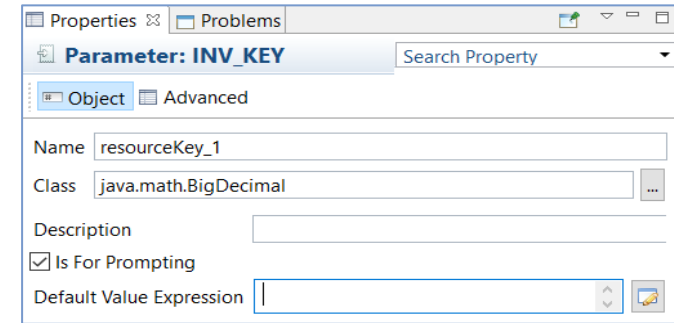 Properties Problems
Parameter: INV_KEY Search Property
Object Advanced
Name resourceKey_1
Class java.math.BigDecimal ...
Description
Is For Prompting
Default Value Expression